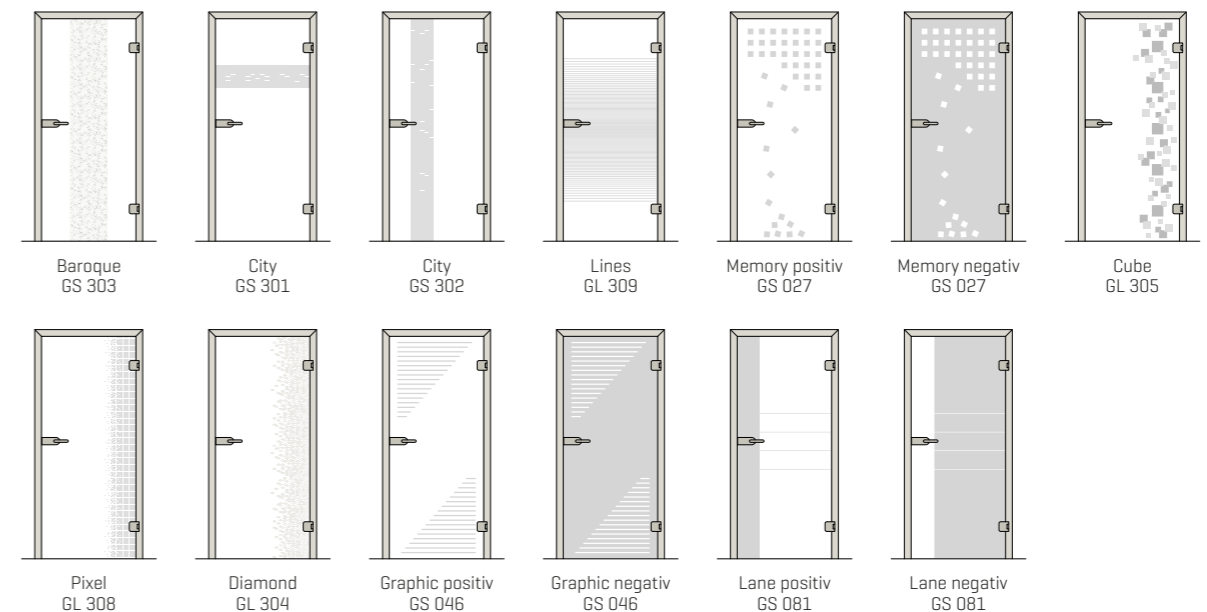 Baroque
GS 303
City
GS 301
City
GS 302
Lines
GL 309
Memory positiv
GS 027
Memory negativ
GS 027
Cube
GL 305
Pixel
GL 308
Diamond
GL 304
Graphic positiv
GS 046
Graphic negativ
GS 046
Lane positiv
GS 081
Lane negativ
GS 081